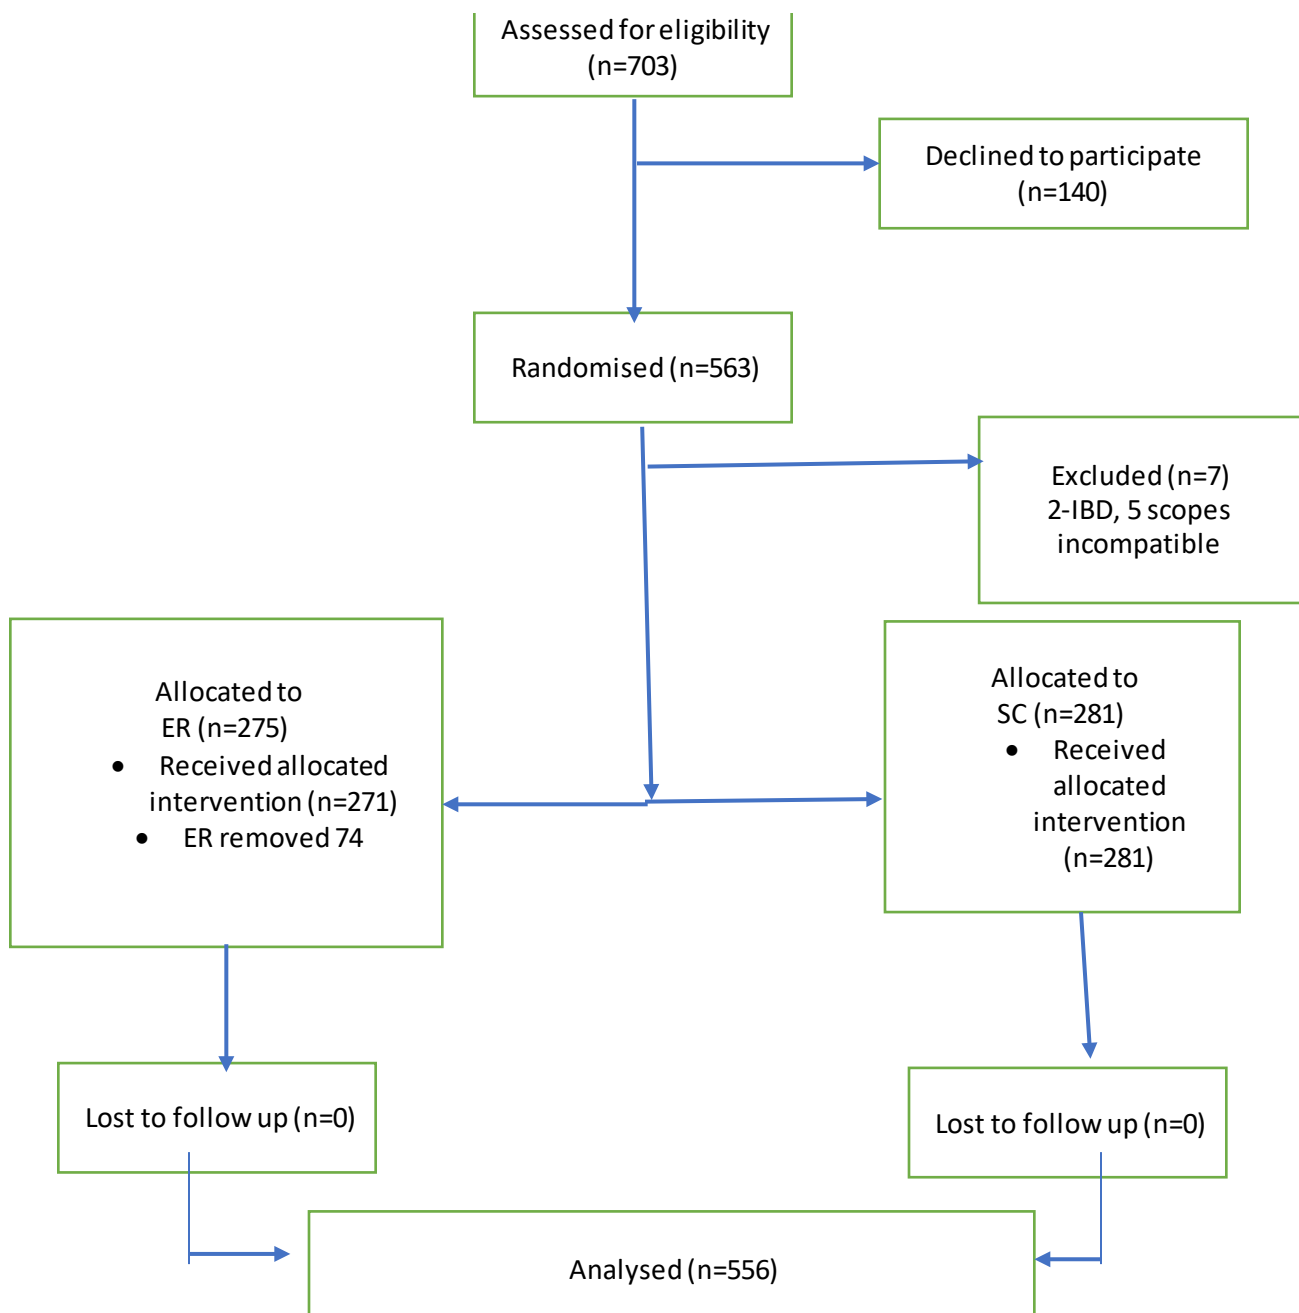 Assessed for eligibility
(n=703)
Declined to participate
(n=140)
Randomised (n=563)
Excluded (n=7)
2-IBD, 5 scopes
incompatible
Allocated to
ER (n=275)
• Received allocated
intervention (n=271)
• ER removed 74
Allocated to
SC (n=281)
• Received
allocated
intervention
(n=281)
Lost to follow up (n=0)
Lost to follow up (n=0)
Analysed (n=556)